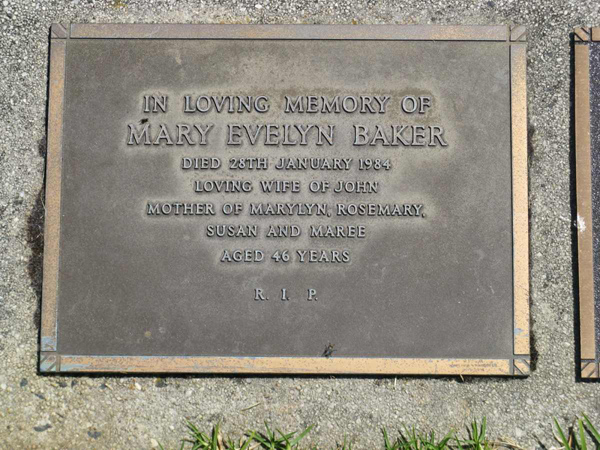 IN LOVING MEMORY OF
MARY EVELYN BAKER
DIED 28TH JANUARY 1984
LOVING WIFE OF JOHN
MOTHER OF MARYLYN, ROSEMARY,
SUSAN AND MAREE
AGED 46 YEARS
R. I. P.